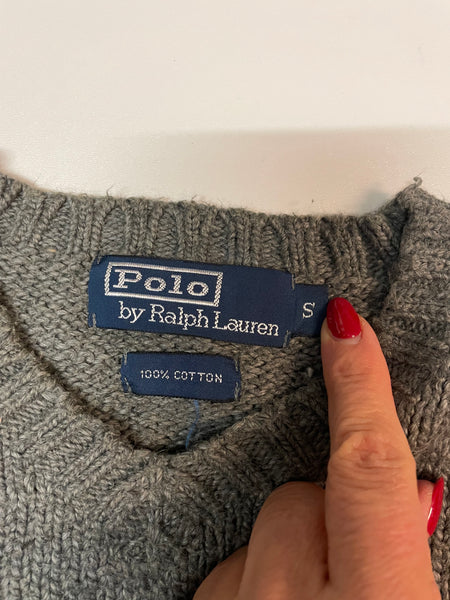 Polo
by Ralph Lauren
S
100% COTTON